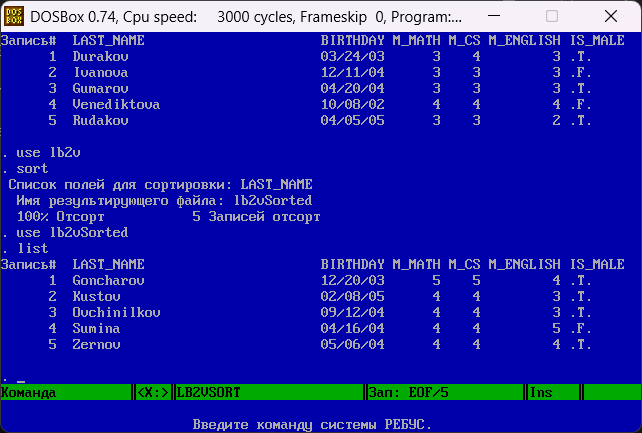 DOSBox 0.74, Cpu speed: 3000 cycles, Frameskip 0, Program:...
Запись# LAST_NAME BIRTHDAY M_MATH M_CS M_ENGLISH IS_MALE
1 Durakov 03/24/03 3 4 3 .T.
2 Ivanova 12/11/04 3 3 3 .F.
3 Gumarov 04/20/04 3 3 3 .T.
4 Venediktova 10/08/02 4 4 4 .F.
5 Rudakov 04/05/05 3 3 2 .T.
. use lb2v
. sort
Список полей для сортировки: LAST_NAME
Имя результирующего файла: lb2vSorted
100% Отсорт 5 Записей отсорт
. use lb2vSorted
. list
Запись# LAST_NAME BIRTHDAY M_MATH M_CS M_ENGLISH IS_MALE
1 Goncharov 12/20/03 5 5 4 .T.
2 Kustov 02/08/05 4 4 3 .T.
3 Ovchinilkov 09/12/04 4 4 3 .T.
4 Sumina 04/16/04 4 4 5 .F.
5 Zernov 05/06/04 4 4 4 .T.
. _
Команда <X:> LB2VSORT Зап: EOF/5 Ins
Введите команду системы РЕБУС.